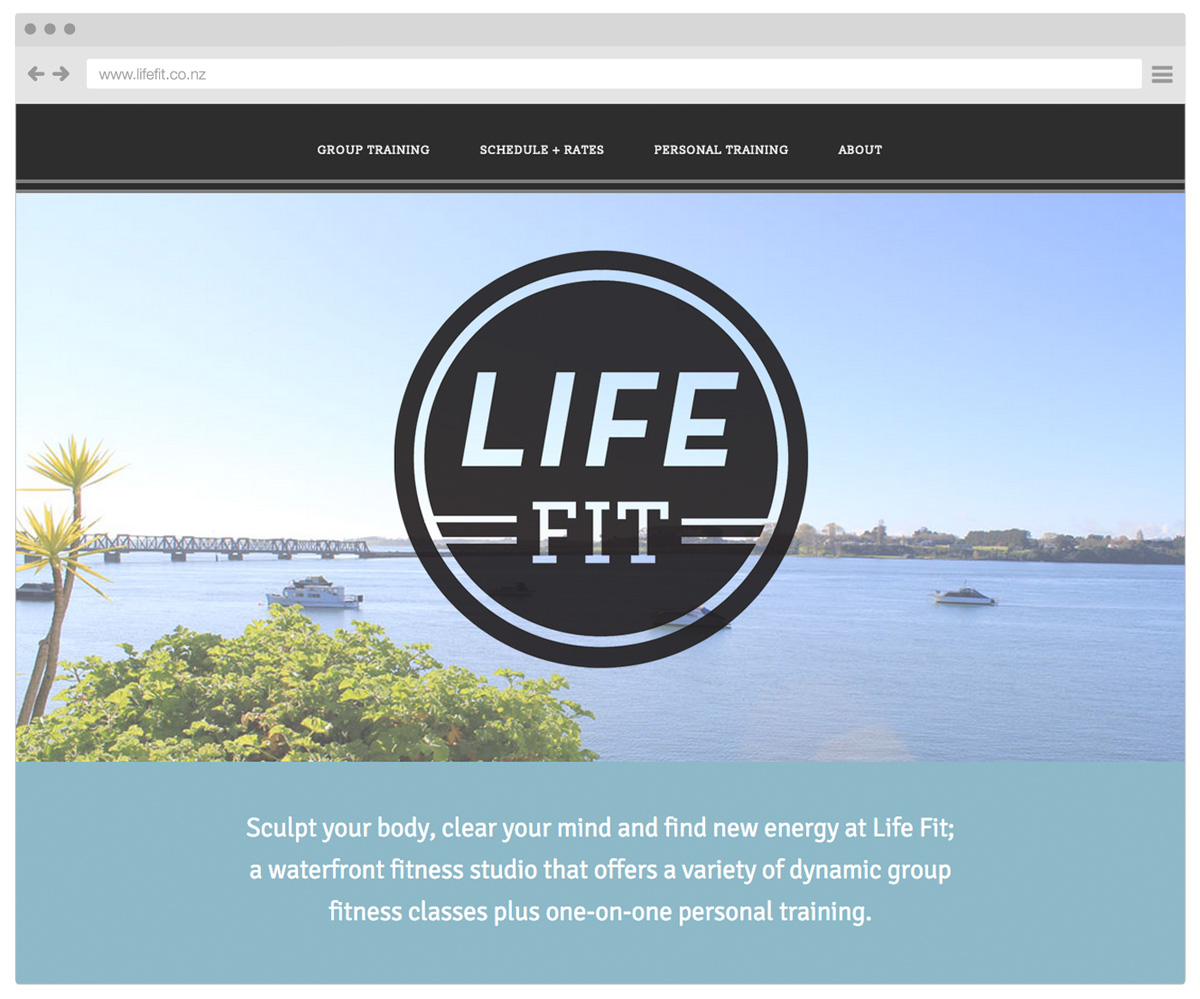 www.lifefit.co.nz
GROUP TRAINING SCHEDULE + RATES PERSONAL TRAINING ABOUT
LIFE
FIT
Sculpt your body, clear your mind and find new energy at Life Fit;
a waterfront fitness studio that offers a variety of dynamic group
fitness classes plus one-on-one personal training.